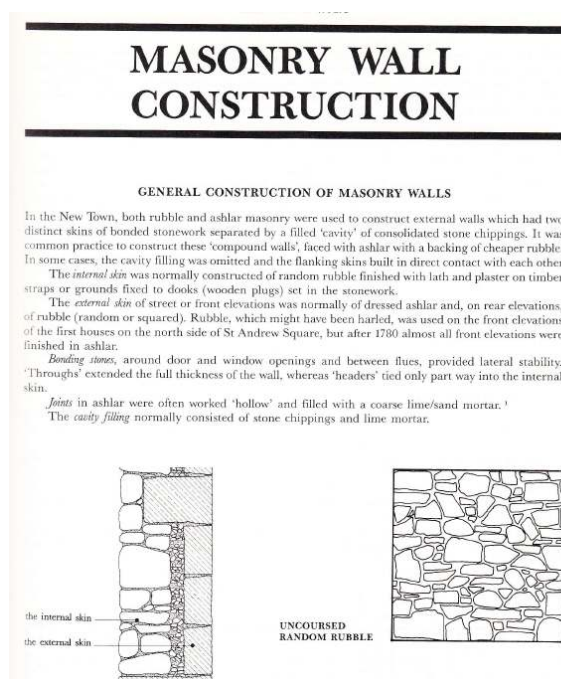 MASONRY WALL
CONSTRUCTION
GENERAL CONSTRUCTION OF MASONRY WALLS
In the New Town, both rubble and ashlar masonry were used to construct external walls which had two
distinct skins of bonded stonework separated by a filled ‘cavity’ of consolidated stone chippings. It was
common practice to construct these ‘compound walls’, faced with ashlar with a backing of cheaper rubble.
In some cases, the cavity filling was omitted and the flanking skins built in direct contact with each other.
The internal skin was normally constructed of random rubble finished with lath and plaster on timber
straps or grounds fixed to dooks (wooden plugs) set in the stonework.
The external skin of street or front elevations was normally of dressed ashlar and, on rear elevations,
of rubble (random or squared). Rubble, which might have been harled, was used on the front elevations
of the first houses on the north side of St Andrew Square, but after 1780 almost all front elevations were
finished in ashlar.
Bonding stones, around door and window openings and between flues, provided lateral stability.
‘Throughs’ extended the full thickness of the wall, whereas ‘headers’ tied only part way into the internal
skin.
Joints in ashlar were often worked ‘hollow’ and filled with a coarse lime/sand mortar.
The cavity filling normally consisted of stone chippings and lime mortar.
the internal skin
the external skin
UNCOURSED
RANDOM RUBBLE